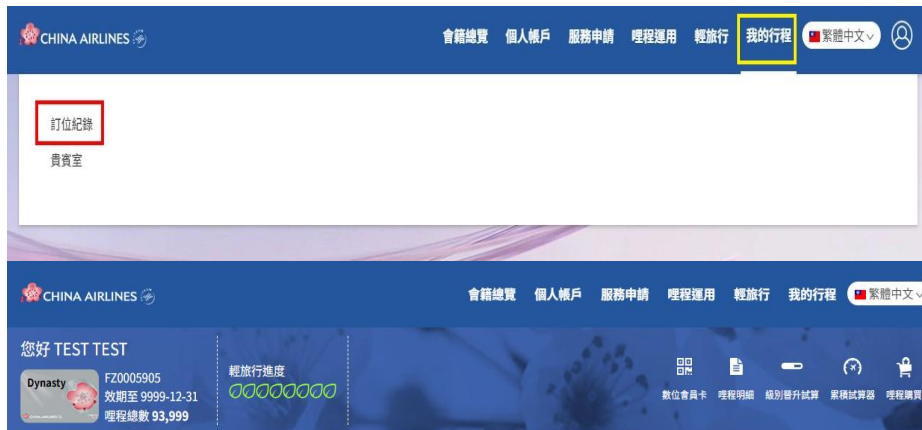 CHINA AIRLINES
會籍總覽 個人帳戶 服務申請 哩程運用 輕旅行 我的行程 繁體中文
訂位紀錄
貴賓室
CHINA AIRLINES
會籍總覽 個人帳戶 服務申請 哩程運用 輕旅行 我的行程 繁體中文
您好 TEST TEST
Dynasty
FZ0005905
效期至 9999-12-31
哩程總數 93,999
輕旅行進度
數位會員卡 哩程明細 級別晉升試算 累積試算器 哩程購買